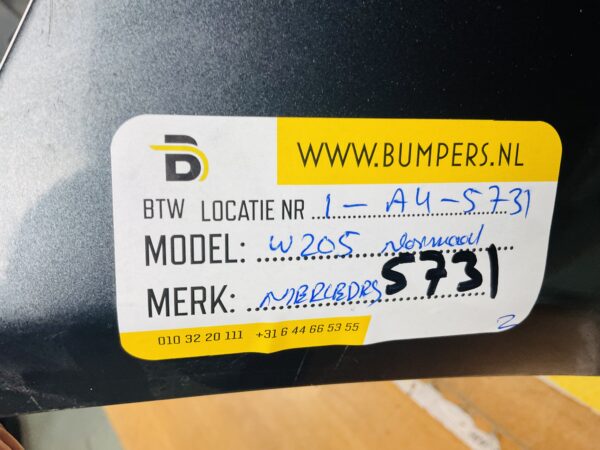 B
WWW.BUMPERS.NL
BTW LOCATIE NR 1 - A4 - 5731
MODEL: W205 Normaal
MERK: MERCEDES 5731
010 32 20 111 +31 6 44 66 53 55
2